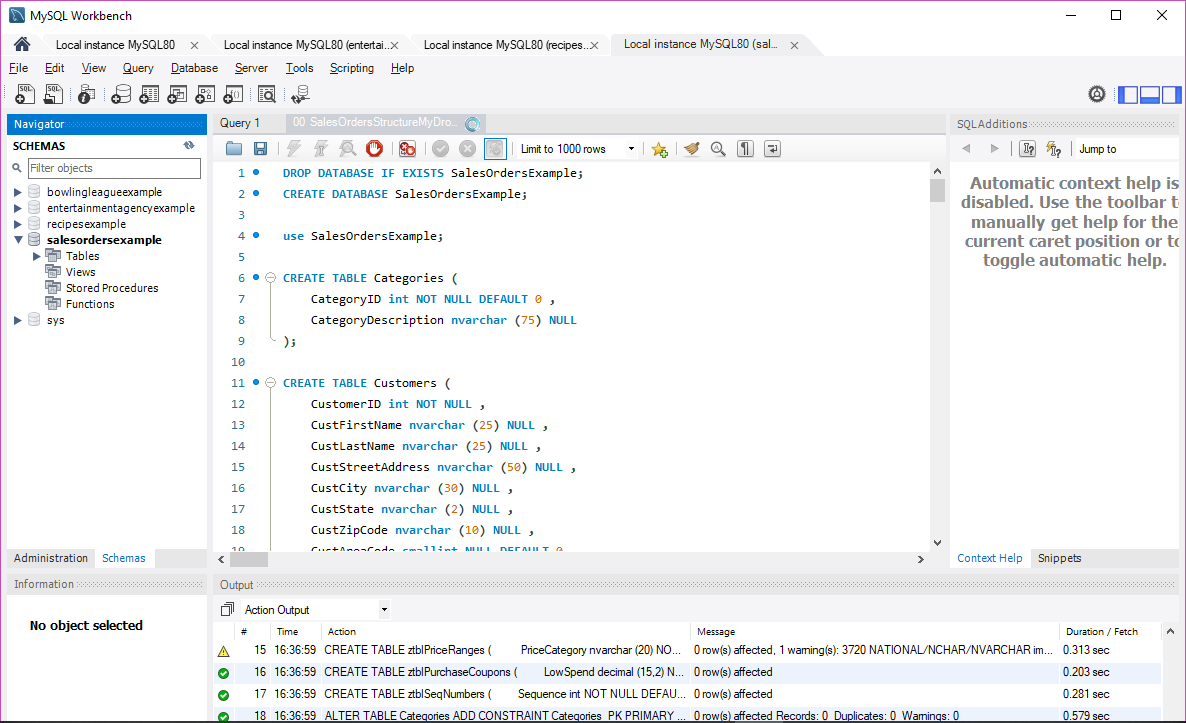 MySQL Workbench
Local instance MySQL80 Local instance MySQL80 (entertai... Local instance MySQL80 (recipes... Local instance MySQL80 (sal...
File Edit View Query Database Server Tools Scripting Help
Navigator
SCHEMAS
Filter objects
bowlingleagueexample
entertainmentagencyexample
recipesexample
salesordersexample
Tables
Views
Stored Procedures
Functions
sys
Administration Schemas
Information
No object selected
Query 1 00 SalesOrdersStructureMyDro...
Limit to 1000 rows
1 DROP DATABASE IF EXISTS SalesOrdersExample;
2 CREATE DATABASE SalesOrdersExample;
3
4 use SalesOrdersExample;
5
6 CREATE TABLE Categories (
7 CategoryID int NOT NULL DEFAULT 0 ,
8 CategoryDescription nvarchar (75) NULL
9 );
10
11 CREATE TABLE Customers (
12 CustomerID int NOT NULL ,
13 CustFirstName nvarchar (25) NULL ,
14 CustLastName nvarchar (25) NULL ,
15 CustStreetAddress nvarchar (50) NULL ,
16 CustCity nvarchar (30) NULL ,
17 CustState nvarchar (2) NULL ,
18 CustZipCode nvarchar (10) NULL ,
19 CustAreaCode smallint NULL DEFAULT 0
SQLAdditions
Jump to
Automatic context help is
disabled. Use the toolbar t
manually get help for the
current caret position or to
toggle automatic help.
Context Help Snippets
Output
Action Output
# Time Action Message Duration / Fetch
15 16:36:59 CREATE TABLE ztblPriceRanges ( PriceCategory nvarchar (20) NO... 0 row(s) affected, 1 warning(s): 3720 NATIONAL/NCHAR/NVARCHAR im... 0.313 sec
16 16:36:59 CREATE TABLE ztblPurchaseCoupons ( LowSpend decimal (15,2) N... 0 row(s) affected 0.203 sec
17 16:36:59 CREATE TABLE ztblSeqNumbers ( Sequence int NOT NULL DEFAU... 0 row(s) affected 0.281 sec
18 16:36:59 ALTER TABLE Categories ADD CONSTRAINT Categories_PK PRIMARY ... 0 row(s) affected Records: 0 Duplicates: 0 Warnings: 0 0.579 sec